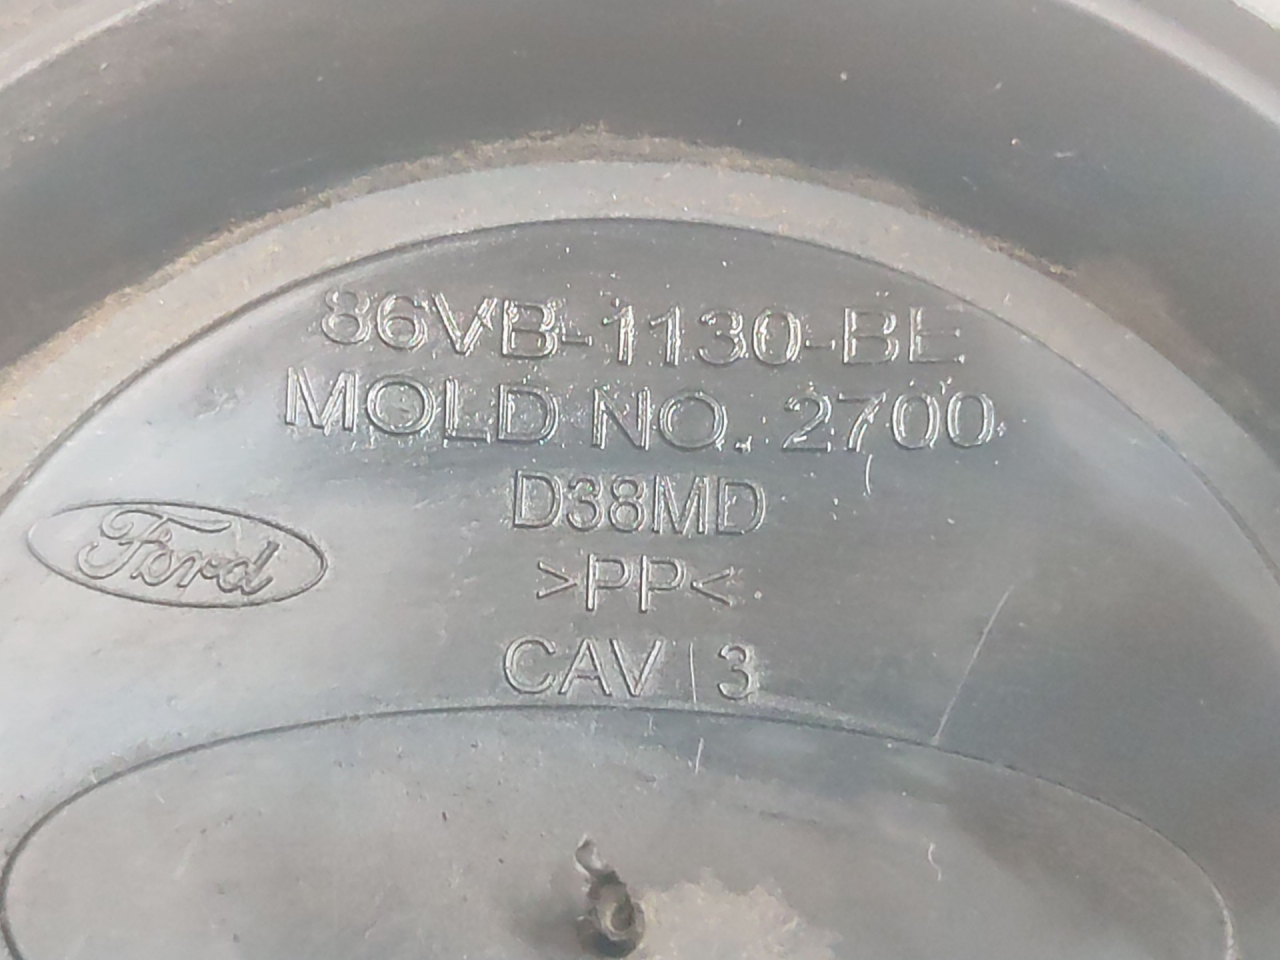 86VB-1130-BE
MOLD NO. 2700
D38MD
Ford
>PP<
CAV 3